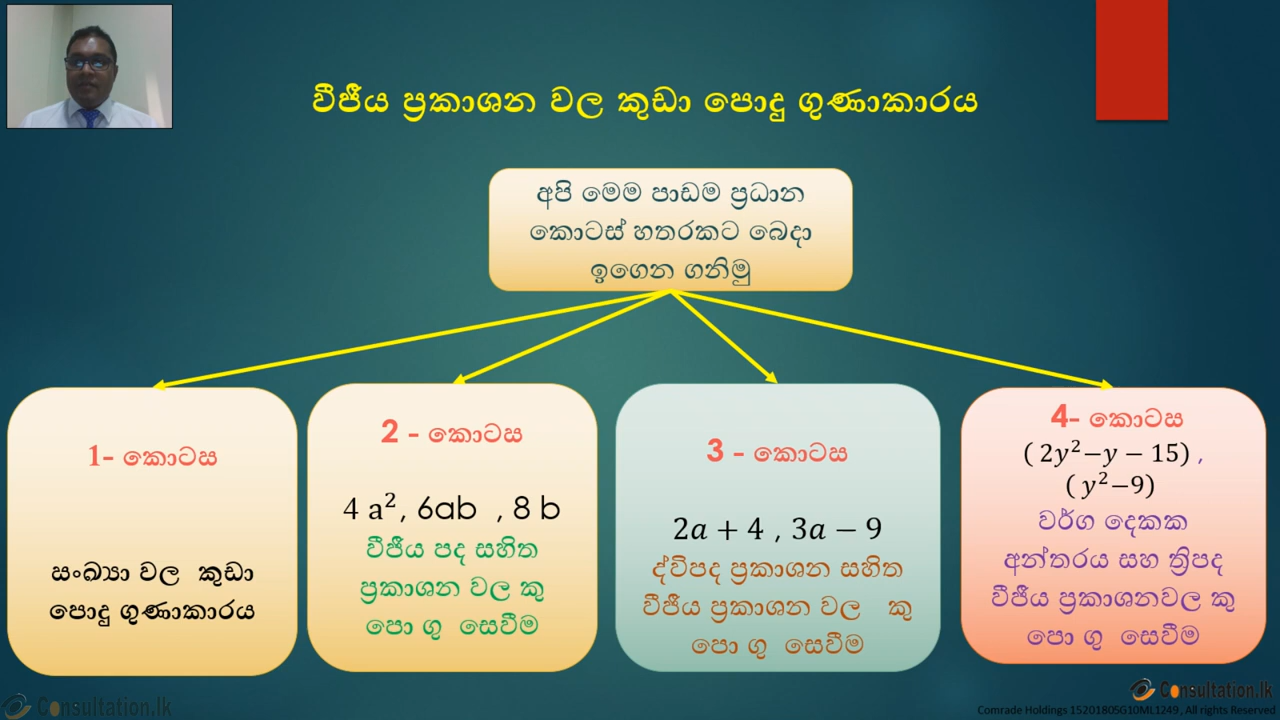 වීජීය ප්‍රකාශන වල කුඩා පොදු ගුණාකාරය
අපි මෙම පාඩම ප්‍රධාන
කොටස් හතරකට බෙදා
ඉගෙන ගනිමු
1- කොටස
සංඛ්‍යා වල කුඩා
පොදු ගුණාකාරය
2 - කොටස
4 a², 6ab , 8 b
වීජීය පද සහිත
ප්‍රකාශන වල කු
පො ගු සෙවීම
3 - කොටස
2a + 4 , 3a − 9
ද්විපද ප්‍රකාශන සහිත
වීජීය ප්‍රකාශන වල කු
පො ගු සෙවීම
4- කොටස
( 2y²−y − 15) ,
( y²−9)
වර්ග දෙකක
අන්තරය සහ ත්‍රිපද
වීජීය ප්‍රකාශනවල කු
පො ගු සෙවීම
Consultation.lk
Consultation.lk
Comrade Holdings 15201805G10ML1249 , All rights Reserved.